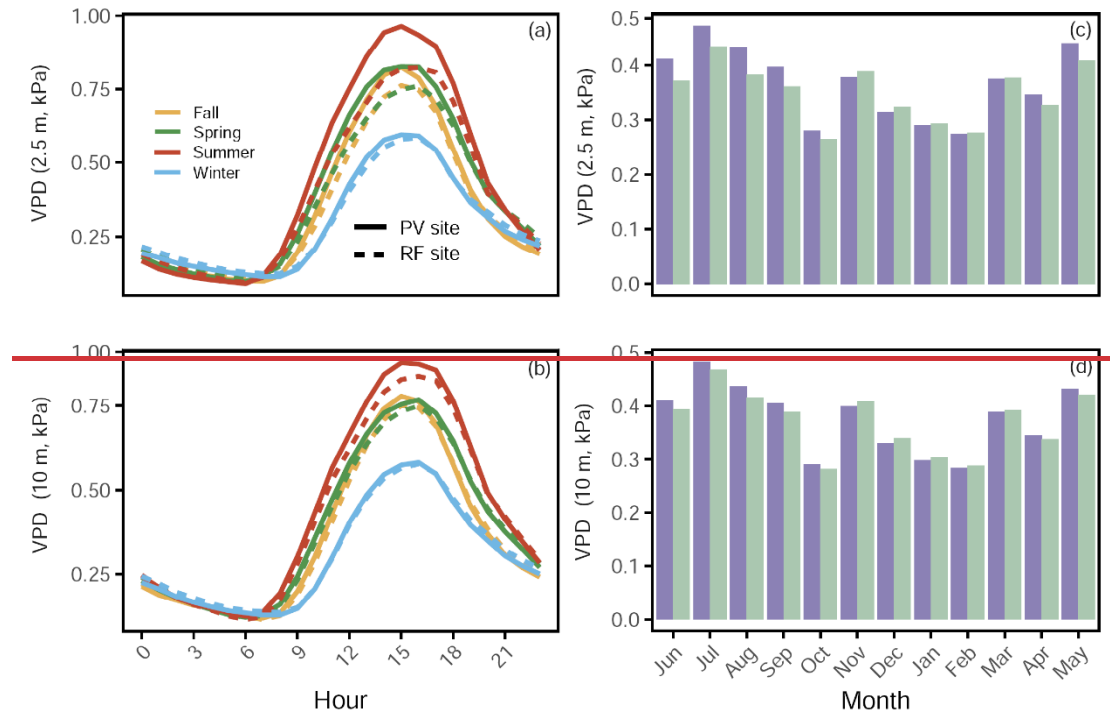 (a)
VPD (2.5 m, kPa)
1.00
0.75
0.50
0.25
Fall
Spring
Summer
Winter
PV site
RF site
(c)
VPD (2.5 m, kPa)
0.5
0.4
0.3
0.2
0.1
0.0
(b)
VPD (10 m, kPa)
1.00
0.75
0.50
0.25
0
3
6
9
12
15
18
21
Hour
(d)
VPD (10 m, kPa)
0.5
0.4
0.3
0.2
0.1
0.0
Jun
Jul
Aug
Sep
Oct
Nov
Dec
Jan
Feb
Mar
Apr
May
Month